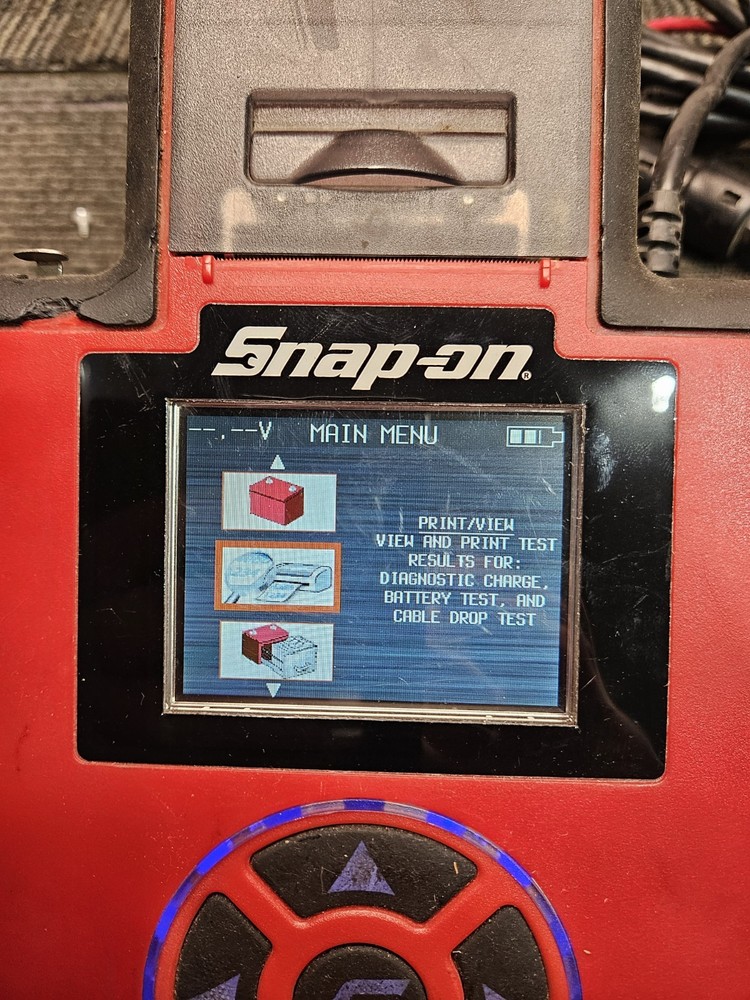 Snap-on®
--.--V MAIN MENU
PRINT/VIEW
VIEW AND PRINT TEST
RESULTS FOR:
DIAGNOSTIC CHARGE,
BATTERY TEST, AND
CABLE DROP TEST